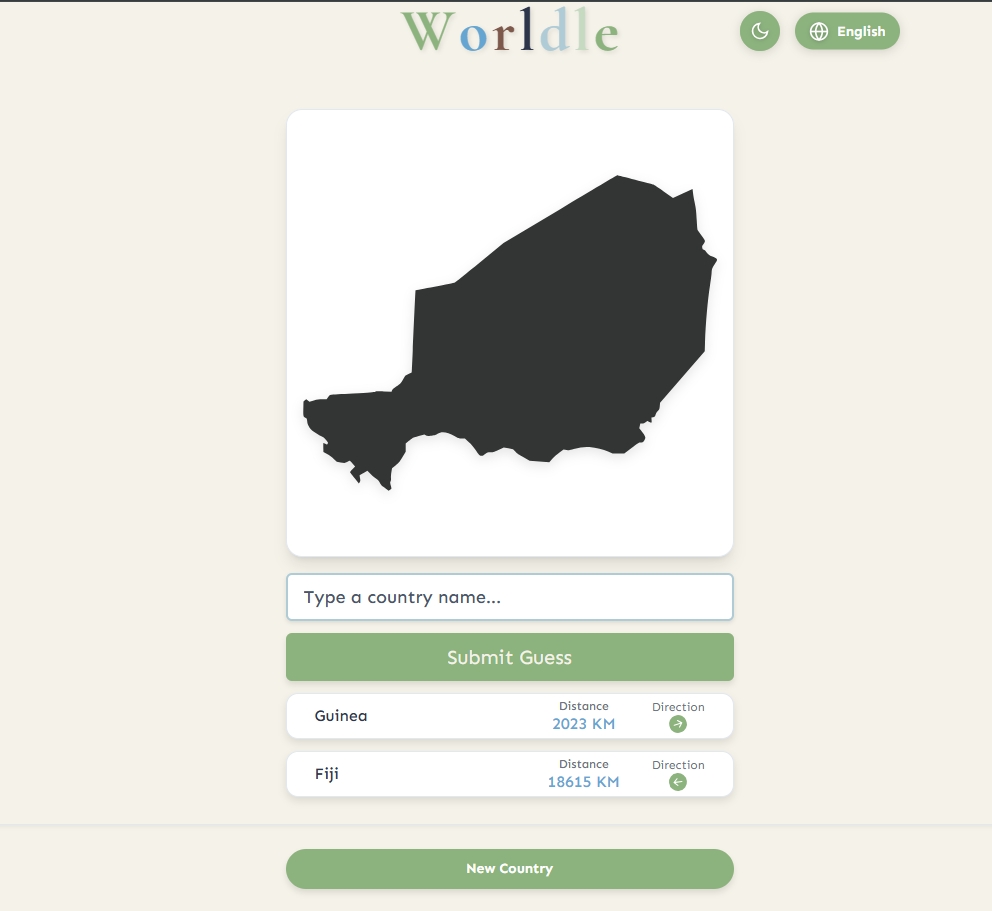 Worldle
English
Type a country name...
Submit Guess
Guinea
Distance
2023 KM
Direction
Fiji
Distance
18615 KM
Direction
New Country